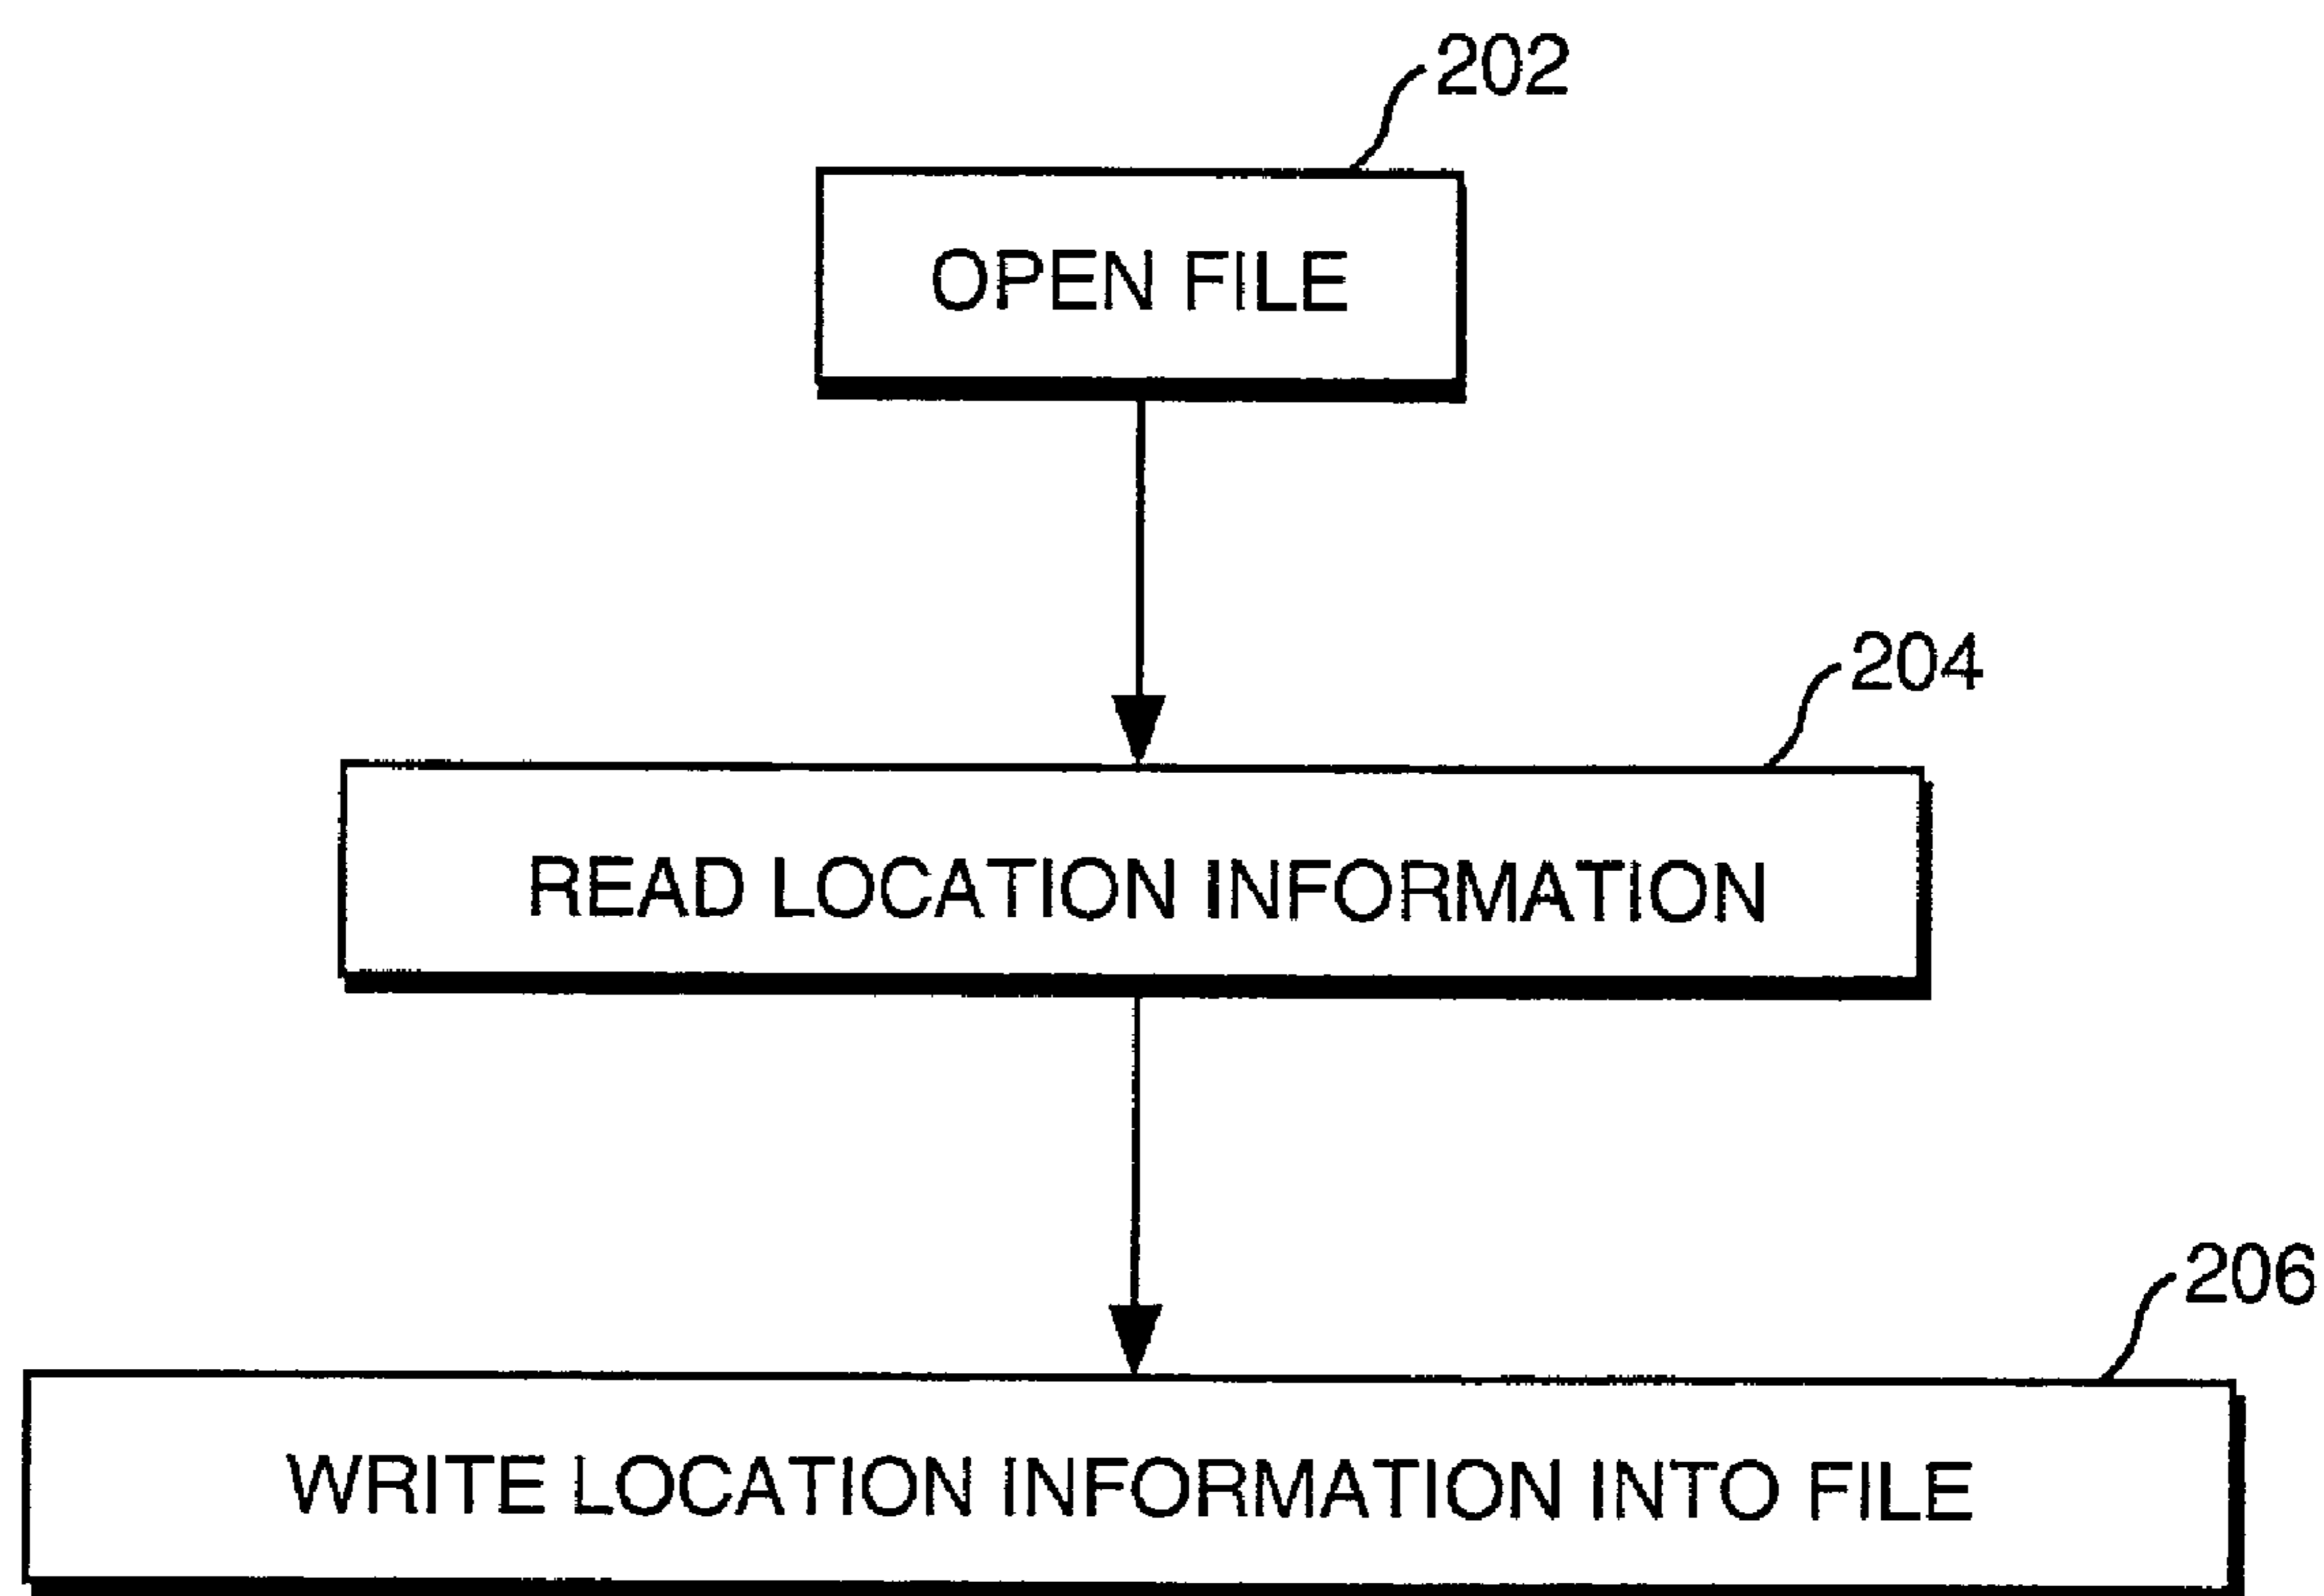 202
OPEN FILE
204
READ LOCATION INFORMATION
206
WRITE LOCATION INFORMATION INTO FILE